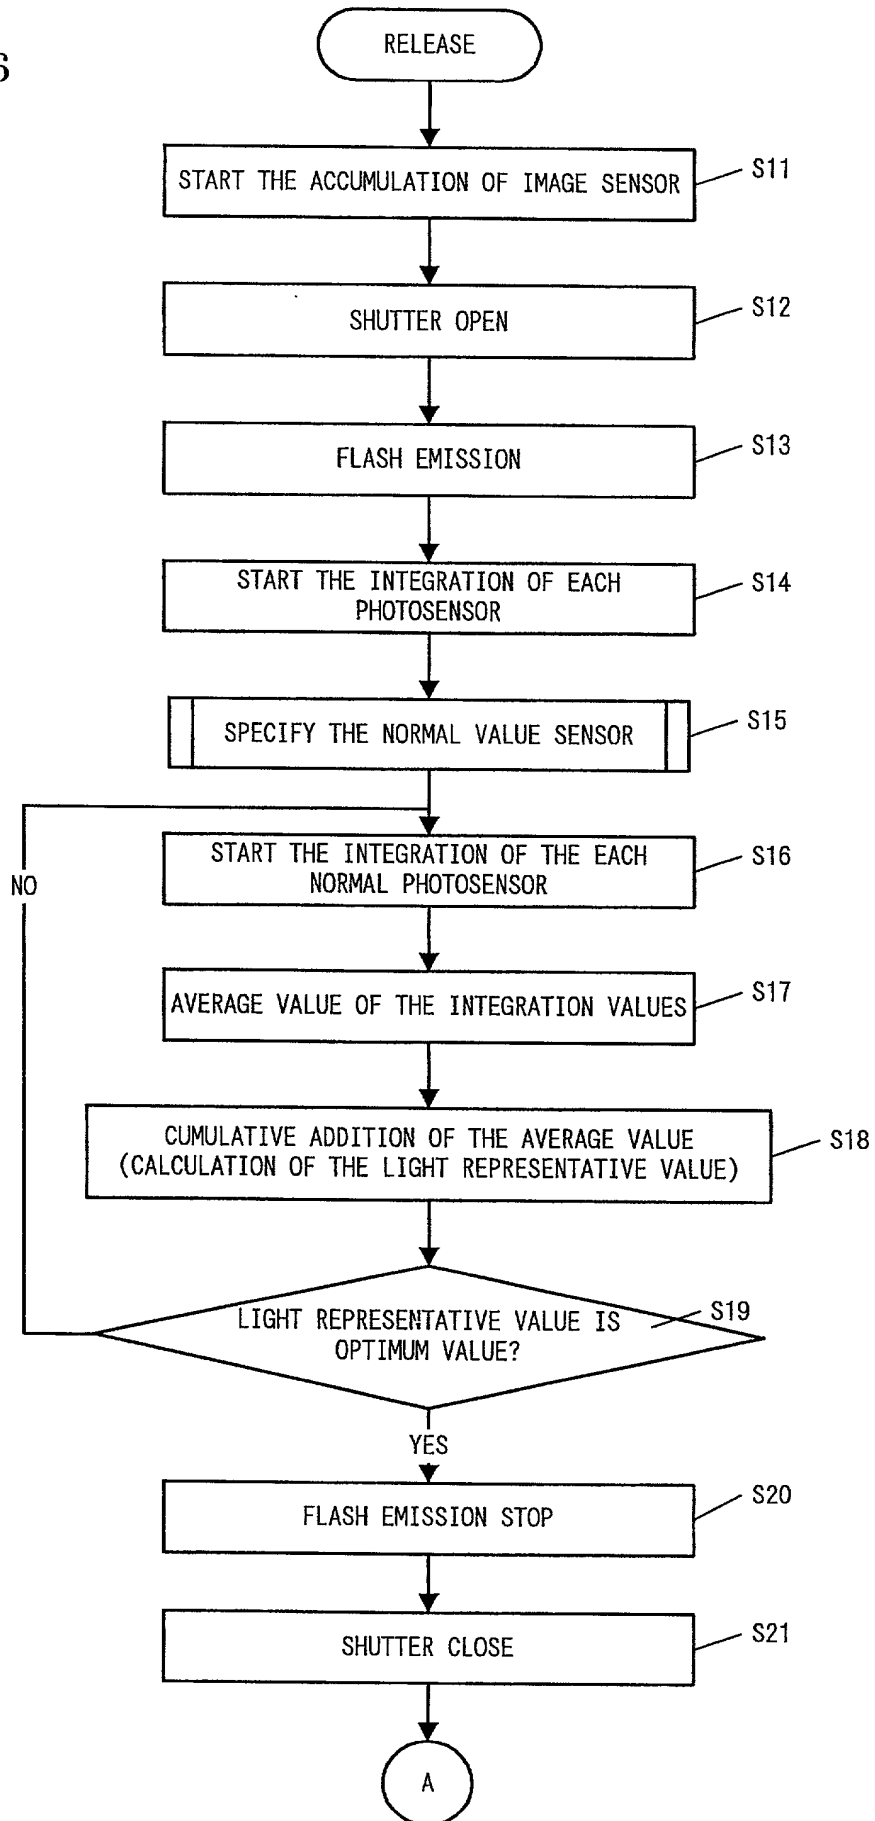 6
RELEASE
START THE ACCUMULATION OF IMAGE SENSOR
S11
SHUTTER OPEN
S12
FLASH EMISSION
S13
START THE INTEGRATION OF EACH
PHOTOSENSOR
S14
SPECIFY THE NORMAL VALUE SENSOR
S15
START THE INTEGRATION OF THE EACH
NORMAL PHOTOSENSOR
S16
NO
AVERAGE VALUE OF THE INTEGRATION VALUES
S17
CUMULATIVE ADDITION OF THE AVERAGE VALUE
(CALCULATION OF THE LIGHT REPRESENTATIVE VALUE)
S18
LIGHT REPRESENTATIVE VALUE IS
OPTIMUM VALUE?
S19
YES
FLASH EMISSION STOP
S20
SHUTTER CLOSE
S21
A